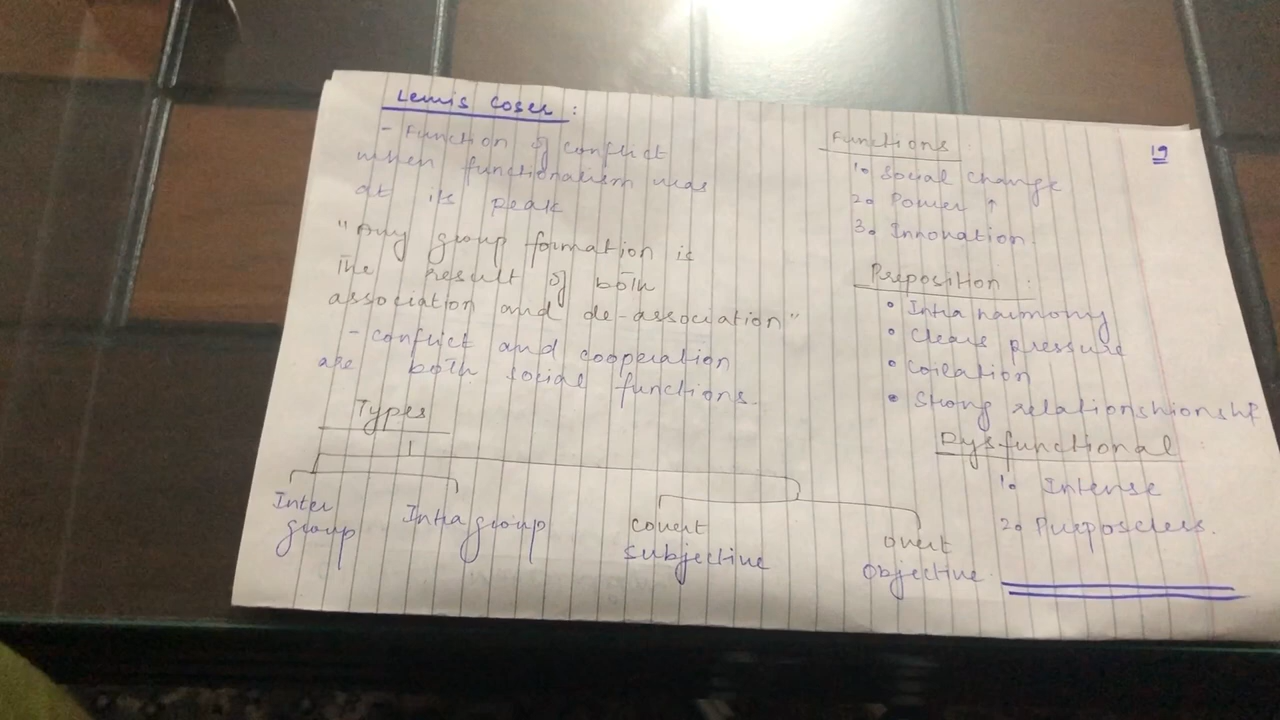 Lewis Coser :
- Function of conflict
when functionalism was
at its peak
"Any group formation is
the result of both
association and de-association"
- conflict and cooperation
are both social functions.
Types
Inter
group
Intra group
covert
subjective
overt
objective
19
Functions :
1. Social change
2. Power ↑
3. Innovation
Preposition :
• Intra harmony
• Clears pressure
• Coilation
• Strong relationshionship
Dysfunctional :
1. Intense
2. Purposeless.